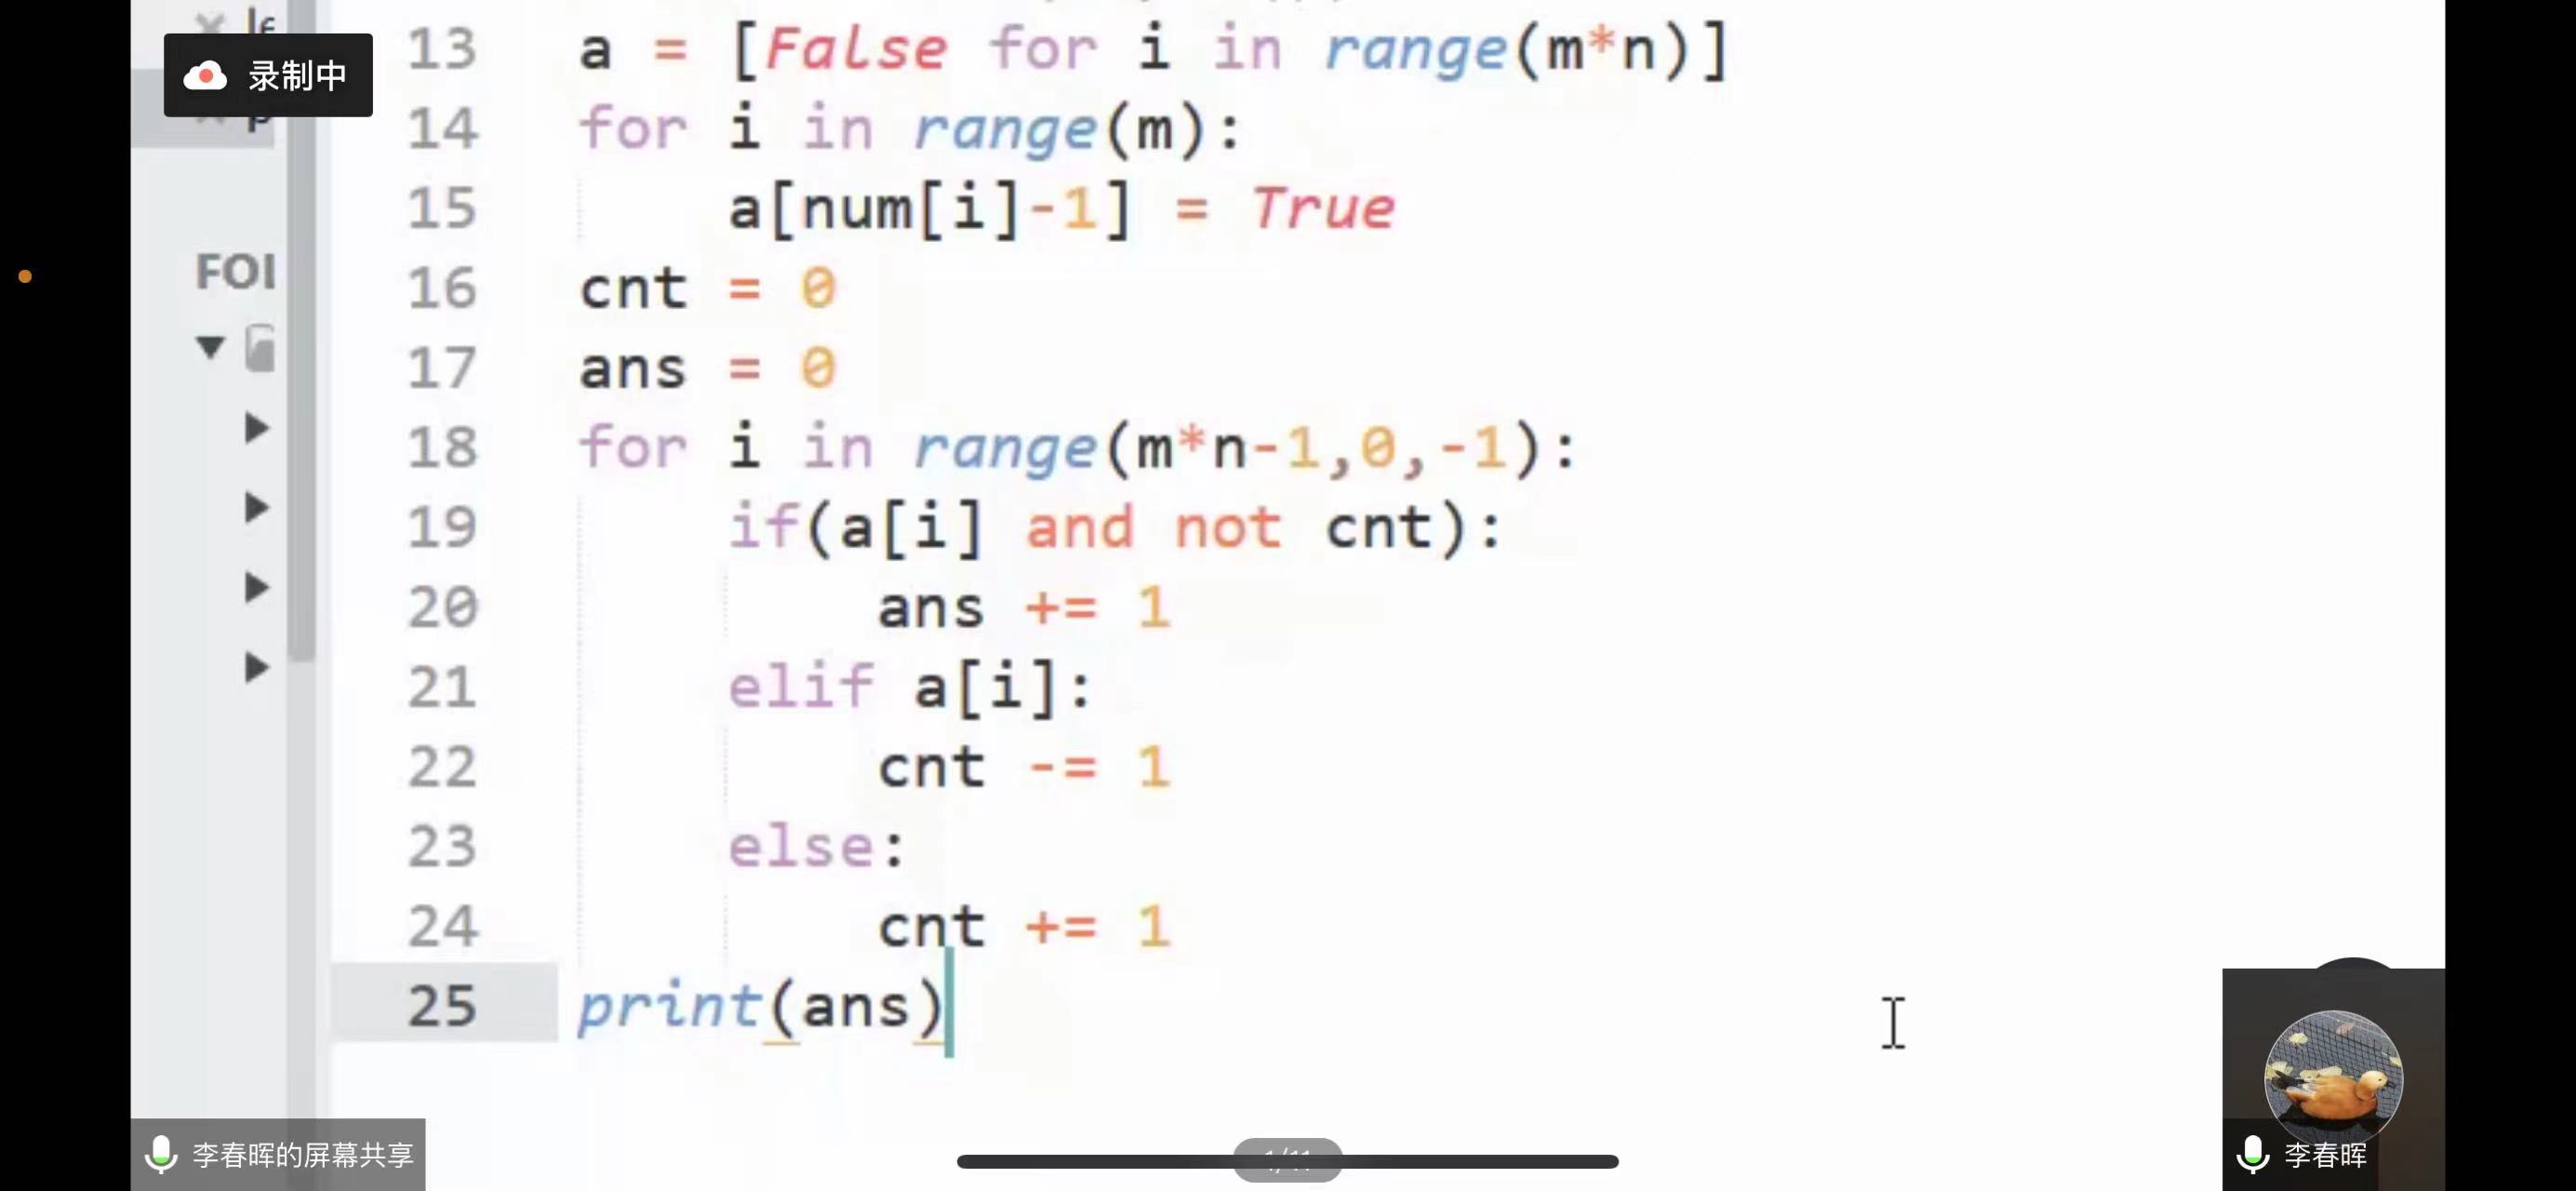 录制中
FOI
13 a = [False for i in range(m*n)]
14 for i in range(m):
15 a[num[i]-1] = True
16 cnt = 0
17 ans = 0
18 for i in range(m*n-1,0,-1):
19 if(a[i] and not cnt):
20 ans += 1
21 elif a[i]:
22 cnt -= 1
23 else:
24 cnt += 1
25 print(ans)
李春晖的屏幕共享
1/11
李春晖